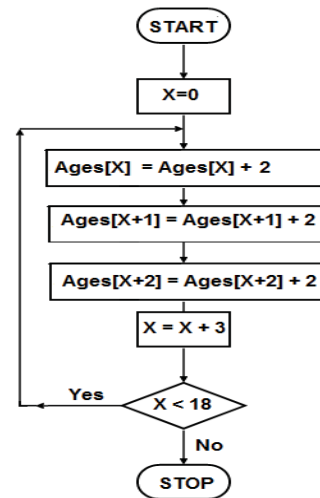 START
X=0
Ages[X] = Ages[X] + 2
Ages[X+1] = Ages[X+1] + 2
Ages[X+2] = Ages[X+2] + 2
X = X + 3
Yes
X < 18
No
STOP